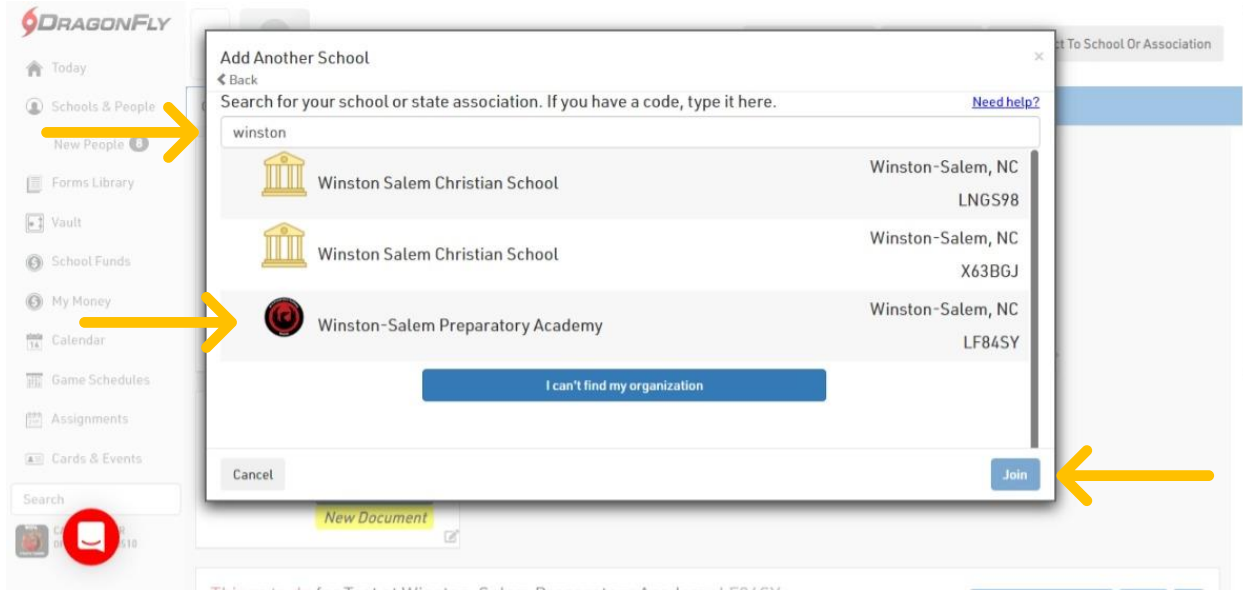 DRAGONFLY
Today
Schools & People
New People 8
Forms Library
Vault
School Funds
My Money
Calendar
Game Schedules
Assignments
Cards & Events
Search
ct To School Or Association
Add Another School
×
Back
Search for your school or state association. If you have a code, type it here.
Need help?
winston
Winston Salem Christian School
Winston-Salem, NC
LNGS98
Winston Salem Christian School
Winston-Salem, NC
X63BGJ
Winston-Salem Preparatory Academy
Winston-Salem, NC
LF84SY
I can't find my organization
Cancel
Join
New Document